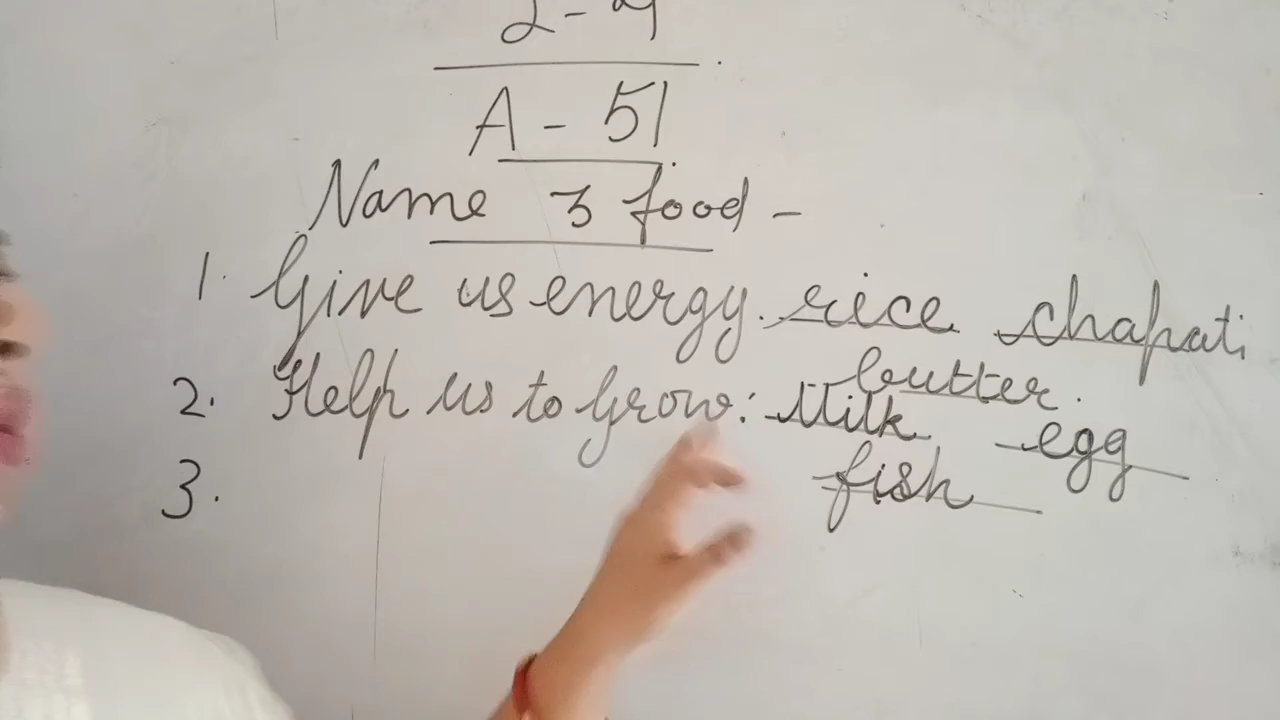 A - 51
Name 3 food -
1. Give us energy. rice chapati
butter.
2. Help us to Grow: Milk egg
3. fish